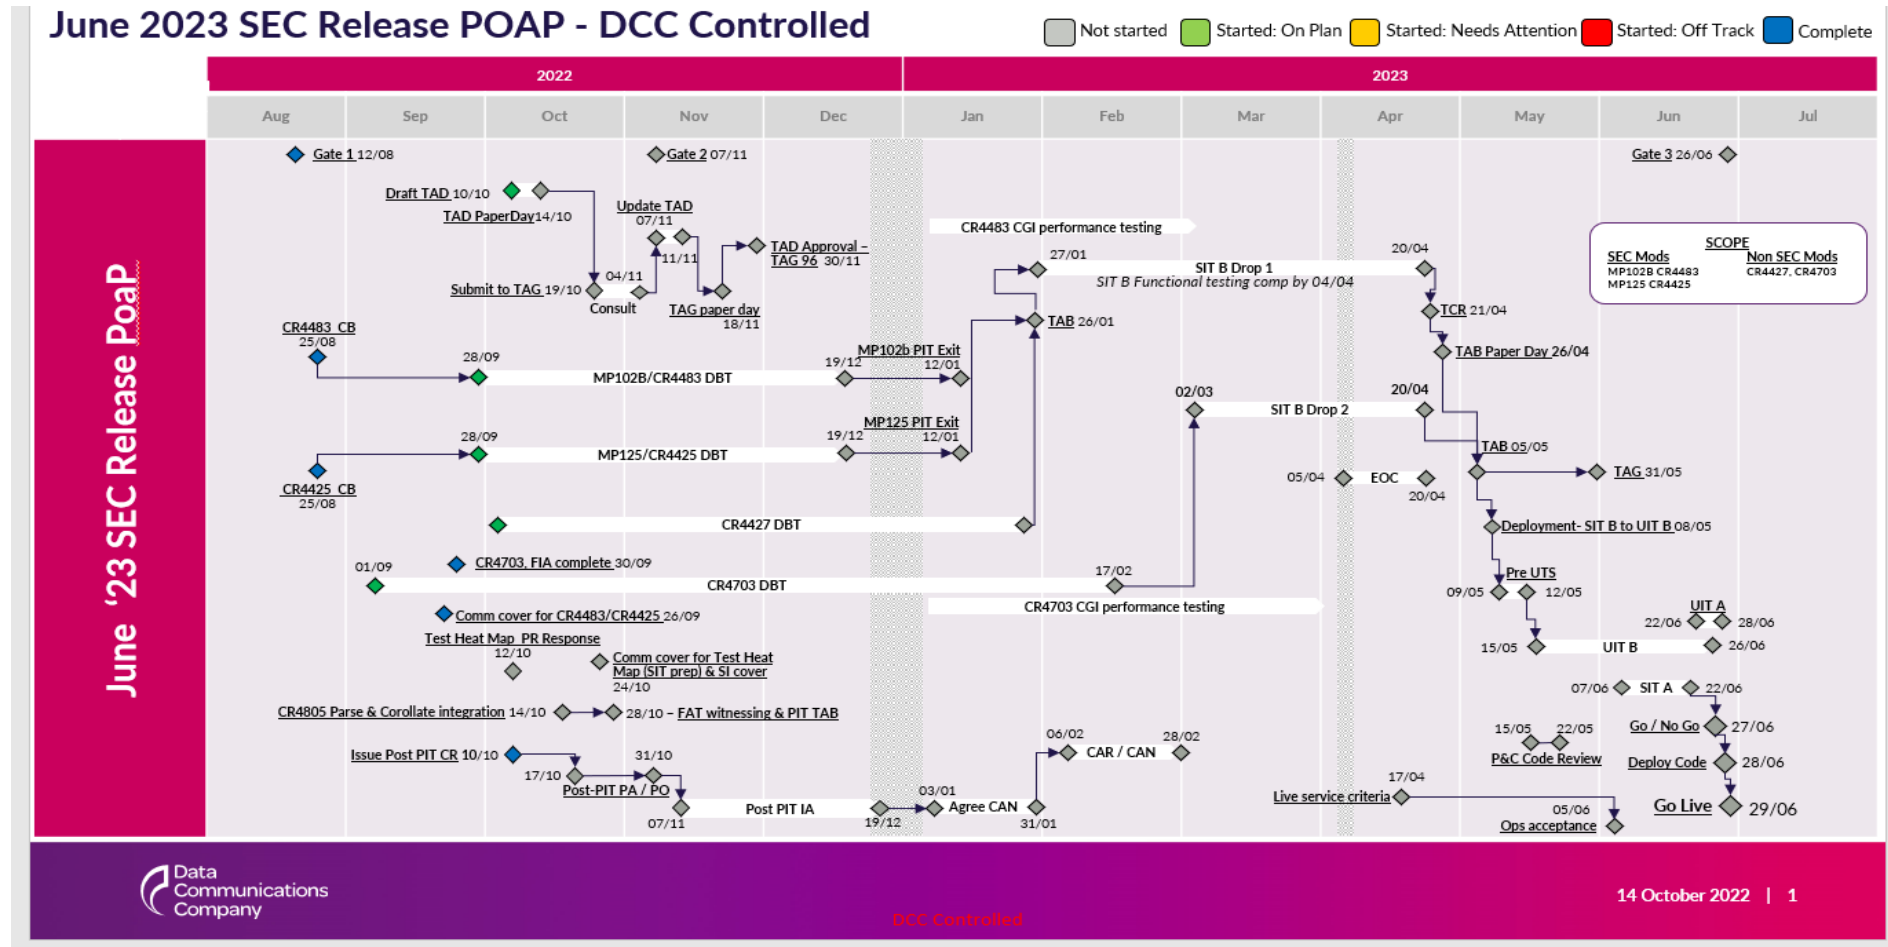 June 2023 SEC Release POAP - DCC Controlled
Not started
Started: On Plan
Started: Needs Attention
Started: Off Track
Complete
2022
2023
Aug
Sep
Oct
Nov
Dec
Jan
Feb
Mar
Apr
May
Jun
Jul
June '23 SEC Release PoaP
Gate 1 12/08
Gate 2 07/11
Gate 3 26/06
Draft TAD 10/10
TAD PaperDay14/10
Update TAD
07/11
11/11
TAD Approval –
TAG 96 30/11
Submit to TAG 19/10
04/11
Consult
TAG paper day
18/11
CR4483 CGI performance testing
27/01
SIT B Drop 1
SIT B Functional testing comp by 04/04
20/04
SCOPE
SEC Mods
MP102B CR4483
MP125 CR4425
Non SEC Mods
CR4427, CR4703
TCR 21/04
TAB 26/01
TAB Paper Day 26/04
CR4483 CB
25/08
28/09
MP102B/CR4483 DBT
19/12
MP102b PIT Exit
12/01
02/03
SIT B Drop 2
20/04
28/09
MP125/CR4425 DBT
19/12
MP125 PIT Exit
12/01
CR4425 CB
25/08
TAB 05/05
TAG 31/05
05/04
EOC
20/04
CR4427 DBT
Deployment- SIT B to UIT B 08/05
CR4703, FIA complete 30/09
01/09
CR4703 DBT
17/02
Pre UTS
09/05
12/05
CR4703 CGI performance testing
Comm cover for CR4483/CR4425 26/09
UIT A
22/06
28/06
Test Heat Map PR Response
12/10
Comm cover for Test Heat
Map (SIT prep) & SI cover
24/10
15/05
UIT B
26/06
07/06
SIT A
22/06
CR4805 Parse & Corollate integration 14/10
28/10 – FAT witnessing & PIT TAB
Go / No Go
27/06
15/05
22/05
P&C Code Review
Issue Post PIT CR 10/10
17/10
31/10
Post-PIT PA / PO
06/02
CAR / CAN
28/02
Deploy Code
28/06
07/11
Post PIT IA
19/12
03/01
Agree CAN
31/01
17/04
Live service criteria
05/06
Ops acceptance
Go Live
29/06
Data
Communications
Company
DCC Controlled
14 October 2022 | 1